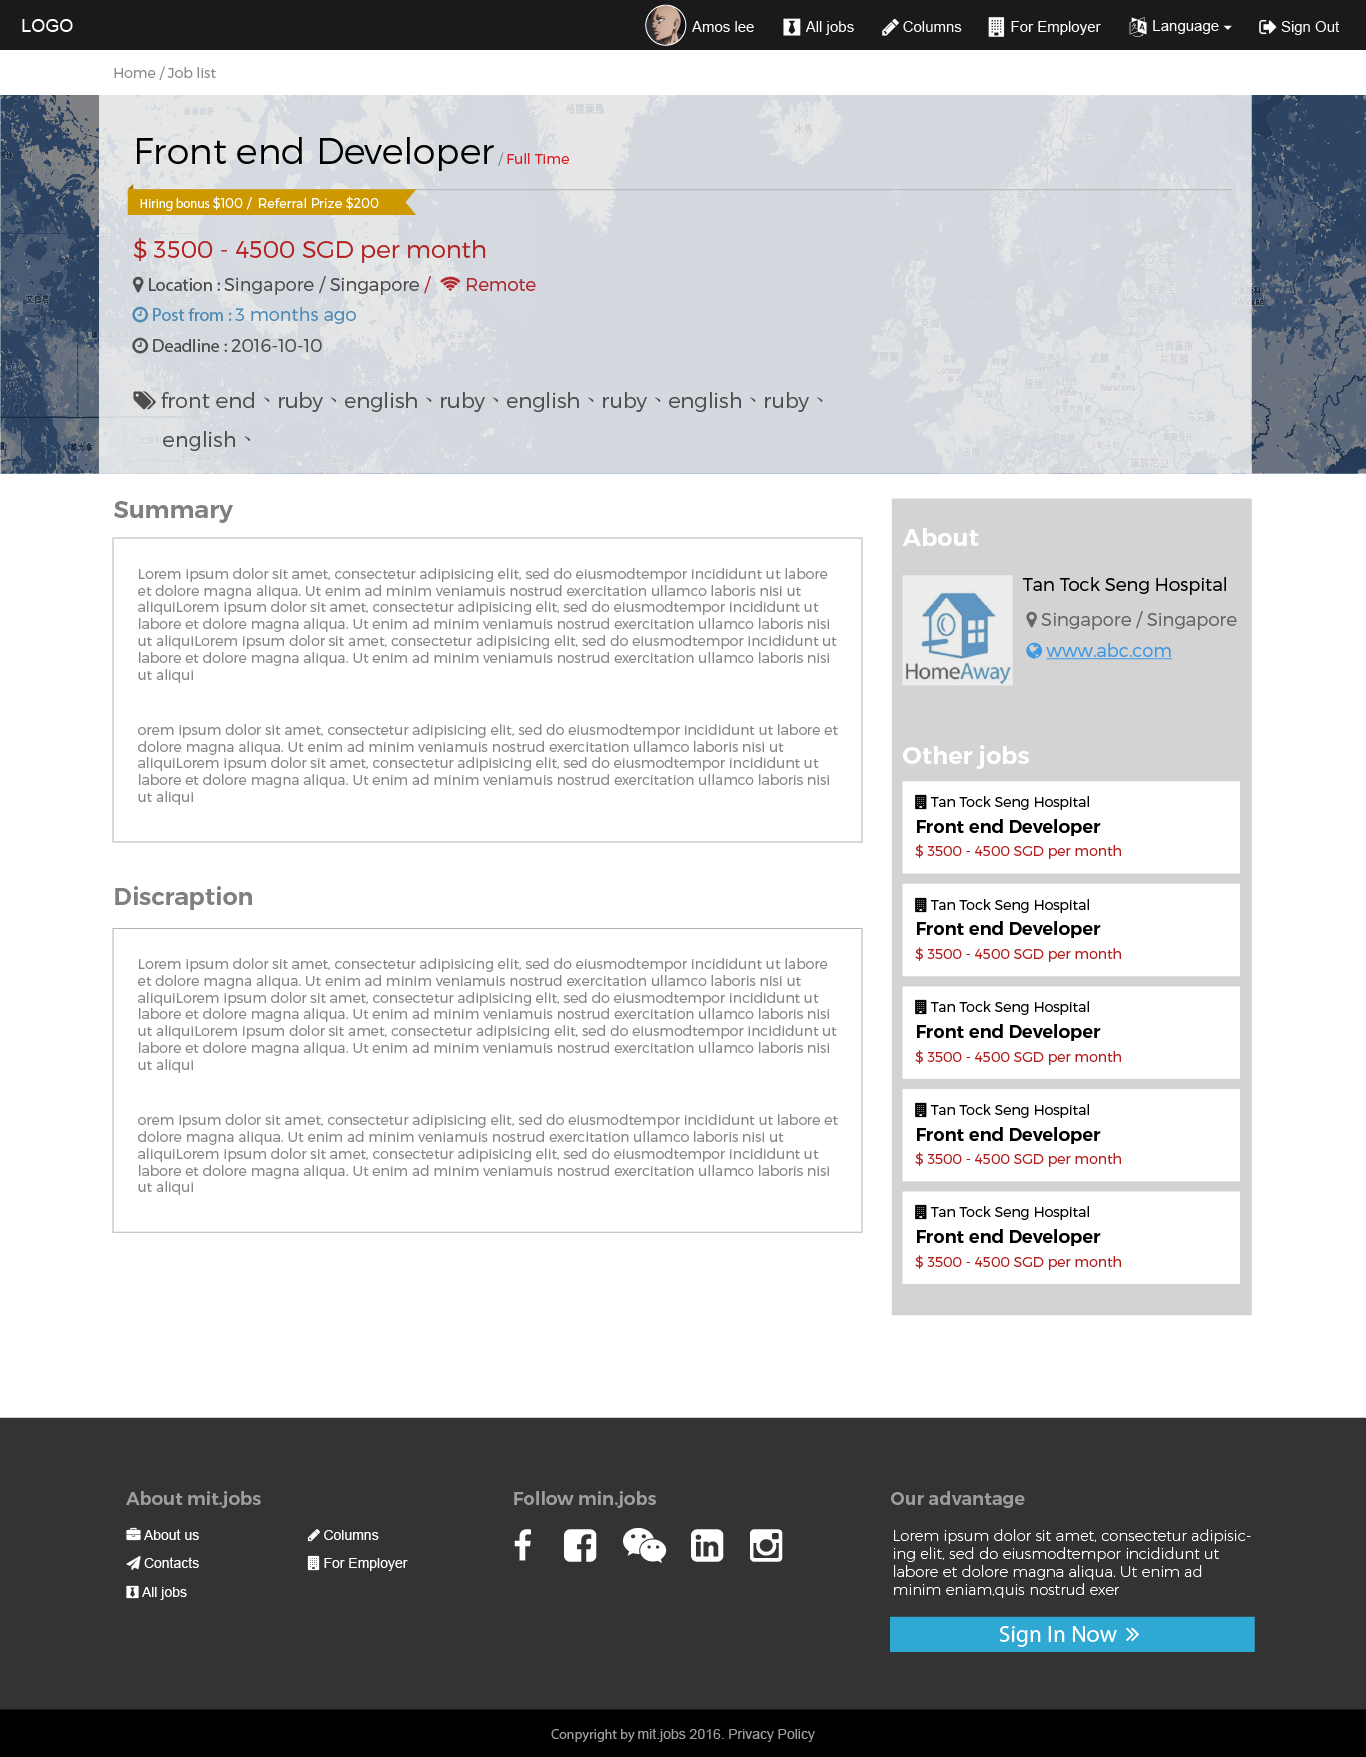 LOGO
Amos lee
All jobs
Columns
For Employer
Language
Sign Out
Home / Job list
Front end Developer / Full Time
Hiring bonus $100 / Referral Prize $200
$ 3500 - 4500 SGD per month
Location : Singapore / Singapore / Remote
Post from : 3 months ago
Deadline : 2016-10-10
front end、ruby、english、ruby、english、ruby、english、ruby、
english、
Summary
Lorem ipsum dolor sit amet, consectetur adipisicing elit, sed do eiusmodtempor incididunt ut labore
et dolore magna aliqua. Ut enim ad minim veniamuis nostrud exercitation ullamco laboris nisi ut
aliquiLorem ipsum dolor sit amet, consectetur adipisicing elit, sed do eiusmodtempor incididunt ut
labore et dolore magna aliqua. Ut enim ad minim veniamuis nostrud exercitation ullamco laboris nisi
ut aliquiLorem ipsum dolor sit amet, consectetur adipisicing elit, sed do eiusmodtempor incididunt ut
labore et dolore magna aliqua. Ut enim ad minim veniamuis nostrud exercitation ullamco laboris nisi
ut aliqui
orem ipsum dolor sit amet, consectetur adipisicing elit, sed do eiusmodtempor incididunt ut labore et
dolore magna aliqua. Ut enim ad minim veniamuis nostrud exercitation ullamco laboris nisi ut
aliquiLorem ipsum dolor sit amet, consectetur adipisicing elit, sed do eiusmodtempor incididunt ut
labore et dolore magna aliqua. Ut enim ad minim veniamuis nostrud exercitation ullamco laboris nisi
ut aliqui
Discraption
Lorem ipsum dolor sit amet, consectetur adipisicing elit, sed do eiusmodtempor incididunt ut labore
et dolore magna aliqua. Ut enim ad minim veniamuis nostrud exercitation ullamco laboris nisi ut
aliquiLorem ipsum dolor sit amet, consectetur adipisicing elit, sed do eiusmodtempor incididunt ut
labore et dolore magna aliqua. Ut enim ad minim veniamuis nostrud exercitation ullamco laboris nisi
ut aliquiLorem ipsum dolor sit amet, consectetur adipisicing elit, sed do eiusmodtempor incididunt ut
labore et dolore magna aliqua. Ut enim ad minim veniamuis nostrud exercitation ullamco laboris nisi
ut aliqui
orem ipsum dolor sit amet, consectetur adipisicing elit, sed do eiusmodtempor incididunt ut labore et
dolore magna aliqua. Ut enim ad minim veniamuis nostrud exercitation ullamco laboris nisi ut
aliquiLorem ipsum dolor sit amet, consectetur adipisicing elit, sed do eiusmodtempor incididunt ut
labore et dolore magna aliqua. Ut enim ad minim veniamuis nostrud exercitation ullamco laboris nisi
ut aliqui
About
HomeAway
Tan Tock Seng Hospital
Singapore / Singapore
www.abc.com
Other jobs
Tan Tock Seng Hospital
Front end Developer
$ 3500 - 4500 SGD per month
Tan Tock Seng Hospital
Front end Developer
$ 3500 - 4500 SGD per month
Tan Tock Seng Hospital
Front end Developer
$ 3500 - 4500 SGD per month
Tan Tock Seng Hospital
Front end Developer
$ 3500 - 4500 SGD per month
Tan Tock Seng Hospital
Front end Developer
$ 3500 - 4500 SGD per month
About mit.jobs
About us
Contacts
All jobs
Columns
For Employer
Follow min.jobs
Our advantage
Lorem ipsum dolor sit amet, consectetur adipisic-
ing elit, sed do eiusmodtempor incididunt ut
labore et dolore magna aliqua. Ut enim ad
minim eniam,quis nostrud exer
Sign In Now
Conpyright by mit.jobs 2016. Privacy Policy